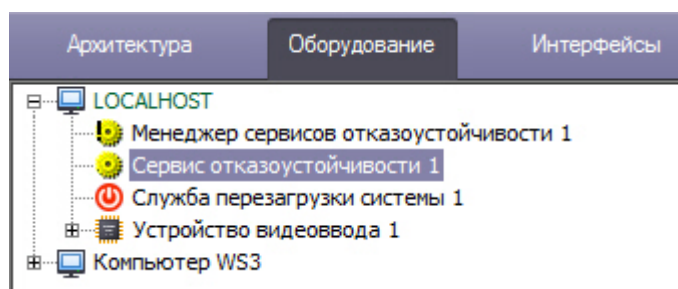 Архитектура Оборудование Интерфейсы
LOCALHOST
Менеджер сервисов отказоустойчивости 1
Сервис отказоустойчивости 1
Служба перезагрузки системы 1
Устройство видеоввода 1
Компьютер WS3